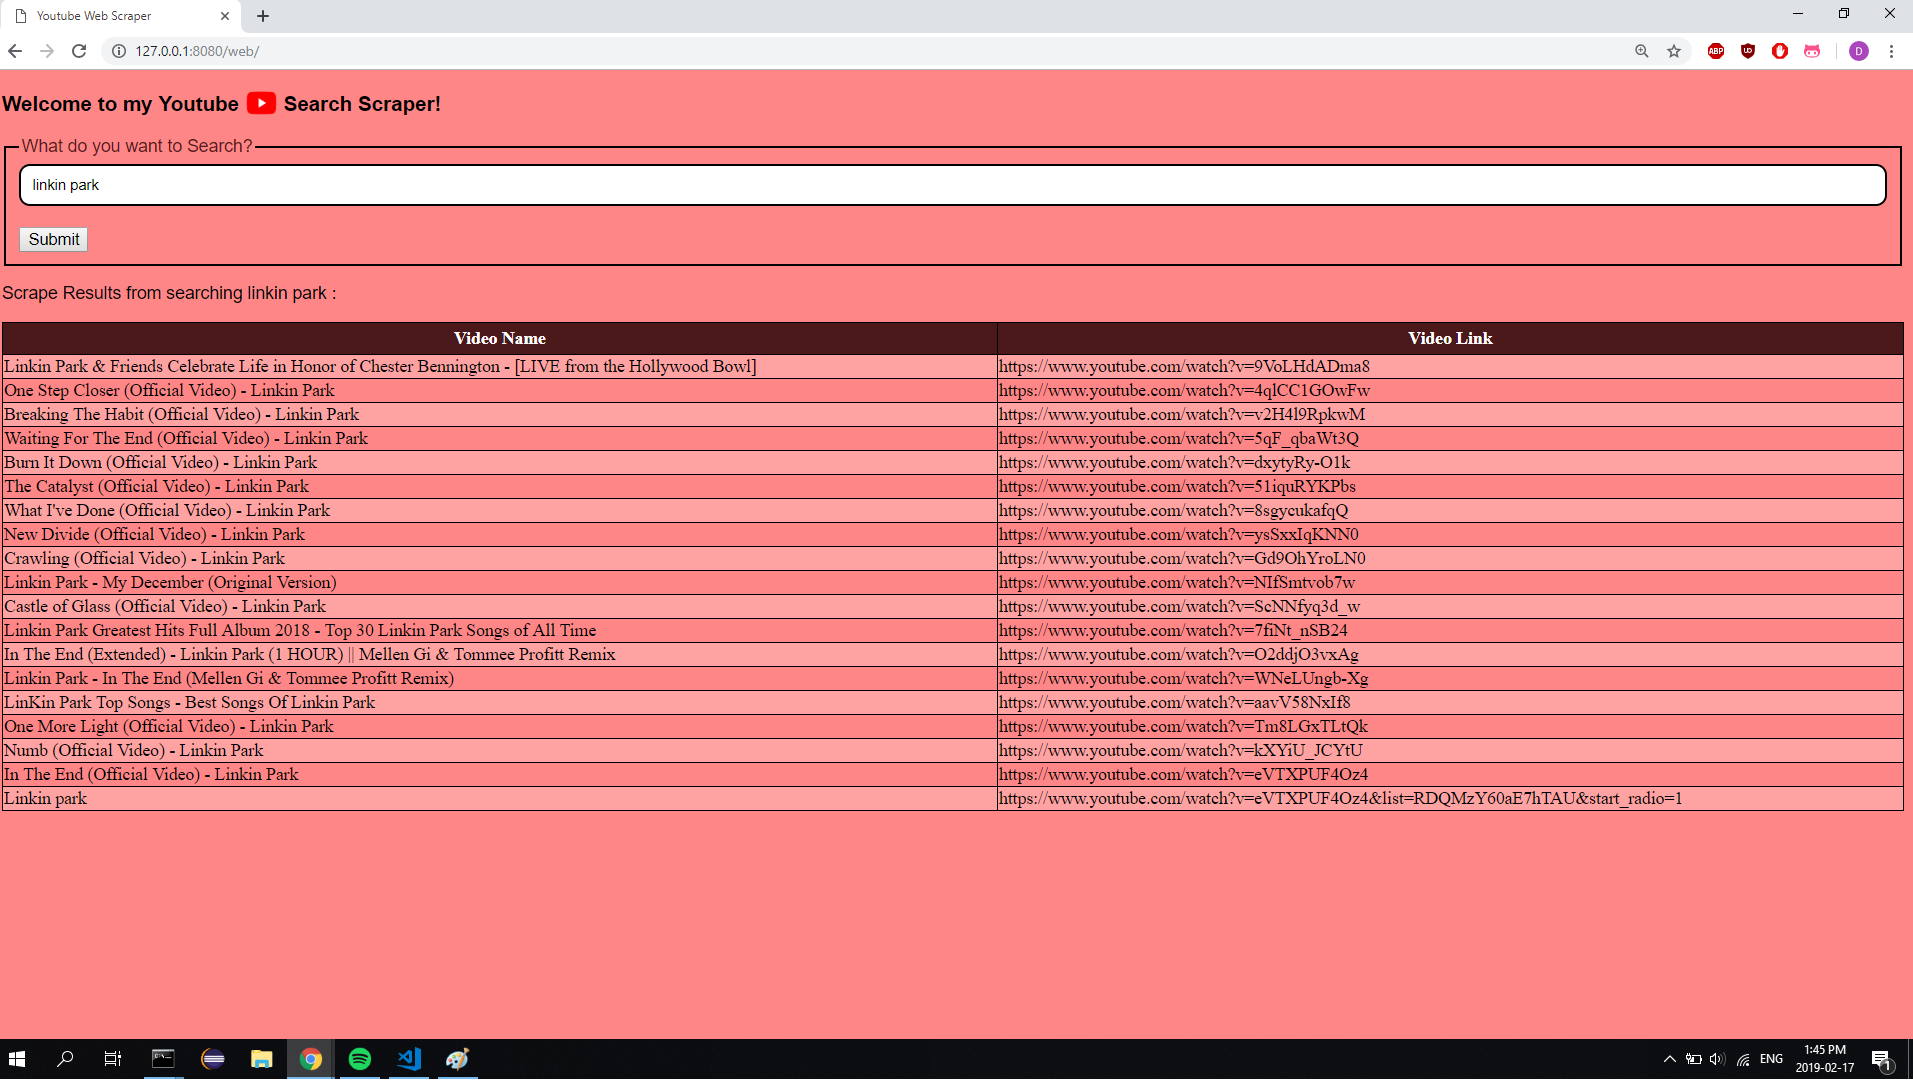 Youtube Web Scraper
127.0.0.1:8080/web/
ABP
UD
D
Welcome to my Youtube Search Scraper!
What do you want to Search?
linkin park
Submit
Scrape Results from searching linkin park :
Video Name Video Link
Linkin Park & Friends Celebrate Life in Honor of Chester Bennington - [LIVE from the Hollywood Bowl] https://www.youtube.com/watch?v=9VoLHdADma8
One Step Closer (Official Video) - Linkin Park https://www.youtube.com/watch?v=4qlCC1GOwFw
Breaking The Habit (Official Video) - Linkin Park https://www.youtube.com/watch?v=v2H4l9RpkwM
Waiting For The End (Official Video) - Linkin Park https://www.youtube.com/watch?v=5qF_qbaWt3Q
Burn It Down (Official Video) - Linkin Park https://www.youtube.com/watch?v=dxytyRy-O1k
The Catalyst (Official Video) - Linkin Park https://www.youtube.com/watch?v=51iquRYKPbs
What I've Done (Official Video) - Linkin Park https://www.youtube.com/watch?v=8sgycukafqQ
New Divide (Official Video) - Linkin Park https://www.youtube.com/watch?v=ysSxxIqKNN0
Crawling (Official Video) - Linkin Park https://www.youtube.com/watch?v=Gd9OhYroLN0
Linkin Park - My December (Original Version) https://www.youtube.com/watch?v=NIfSmtvob7w
Castle of Glass (Official Video) - Linkin Park https://www.youtube.com/watch?v=ScNNfyq3d_w
Linkin Park Greatest Hits Full Album 2018 - Top 30 Linkin Park Songs of All Time https://www.youtube.com/watch?v=7fiNt_nSB24
In The End (Extended) - Linkin Park (1 HOUR) || Mellen Gi & Tommee Profitt Remix https://www.youtube.com/watch?v=O2ddjO3vxAg
Linkin Park - In The End (Mellen Gi & Tommee Profitt Remix) https://www.youtube.com/watch?v=WNeLUngb-Xg
LinKin Park Top Songs - Best Songs Of Linkin Park https://www.youtube.com/watch?v=aavV58NxIf8
One More Light (Official Video) - Linkin Park https://www.youtube.com/watch?v=Tm8LGxTLtQk
Numb (Official Video) - Linkin Park https://www.youtube.com/watch?v=kXYiU_JCYtU
In The End (Official Video) - Linkin Park https://www.youtube.com/watch?v=eVTXPUF4Oz4
Linkin park https://www.youtube.com/watch?v=eVTXPUF4Oz4&list=RDQMzY60aE7hTAU&start_radio=1
ENG
1:45 PM
2019-02-17
1